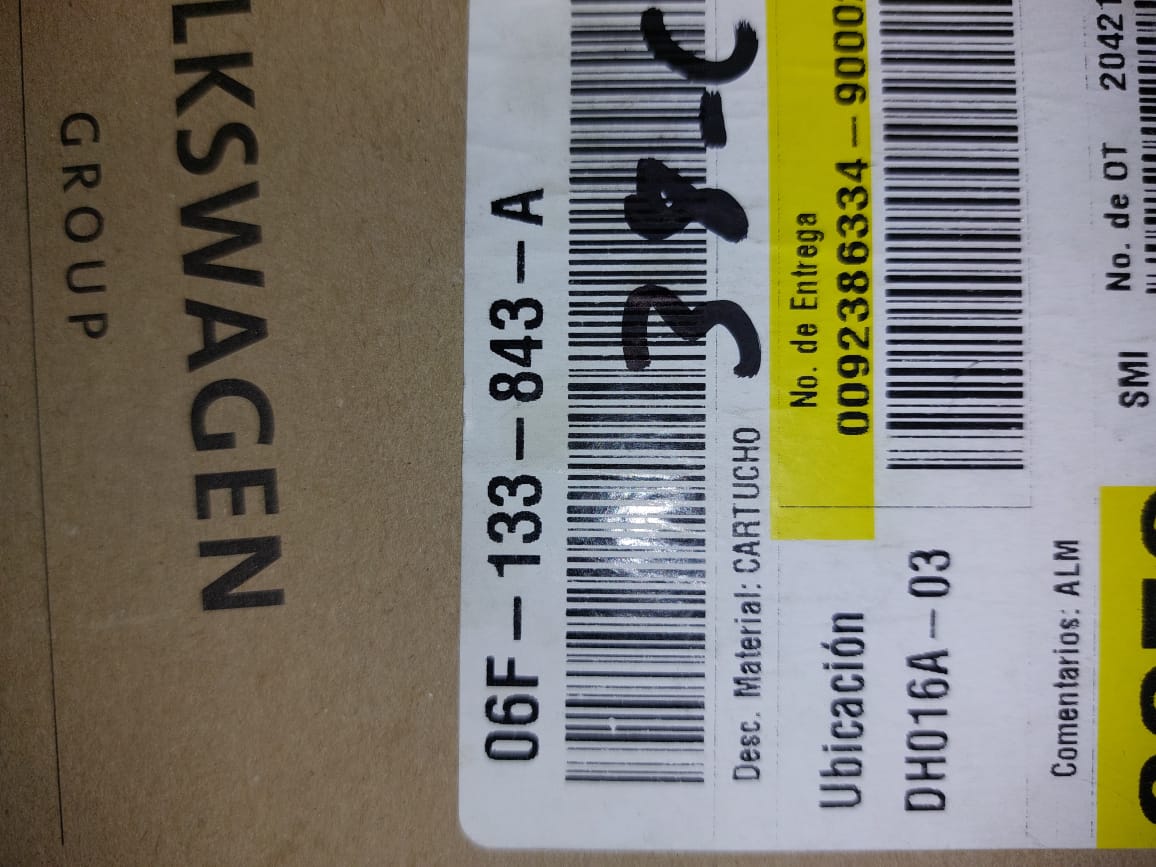 GROUP
LKSWAGEN
06F-133-843-A
38-C
Desc. Material: CARTUCHO
No. de Entrega
0092386334-9000
Ubicación
DH016A-03
Comentarios: ALM
SMI No. de OT 20421